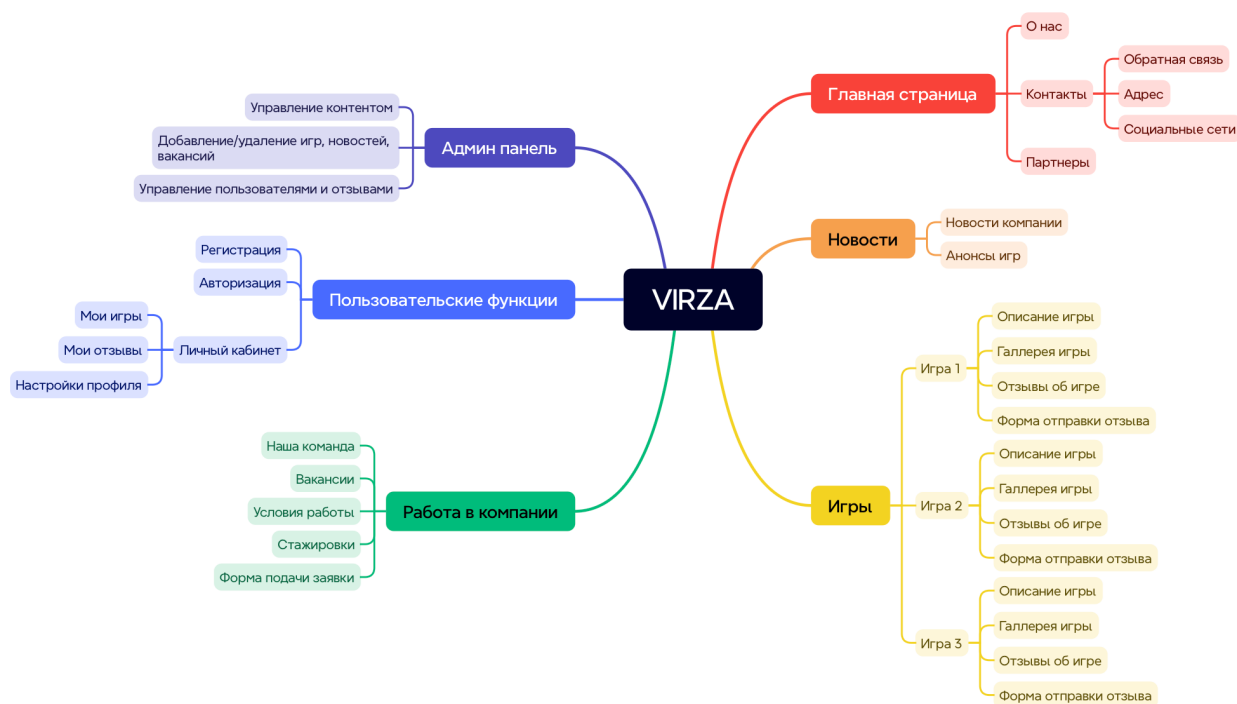 VIRZA
Главная страница
О нас
Контакты
Обратная связь
Адрес
Социальные сети
Партнеры
Новости
Новости компании
Анонсы игр
Игры
Игра 1
Описание игры
Галлерея игры
Отзывы об игре
Форма отправки отзыва
Игра 2
Описание игры
Галлерея игры
Отзывы об игре
Форма отправки отзыва
Игра 3
Описание игры
Галлерея игры
Отзывы об игре
Форма отправки отзыва
Админ панель
Управление контентом
Добавление/удаление игр, новостей,
вакансий
Управление пользователями и отзывами
Пользовательские функции
Регистрация
Авторизация
Личный кабинет
Мои игры
Мои отзывы
Настройки профиля
Работа в компании
Наша команда
Вакансии
Условия работы
Стажировки
Форма подачи заявки